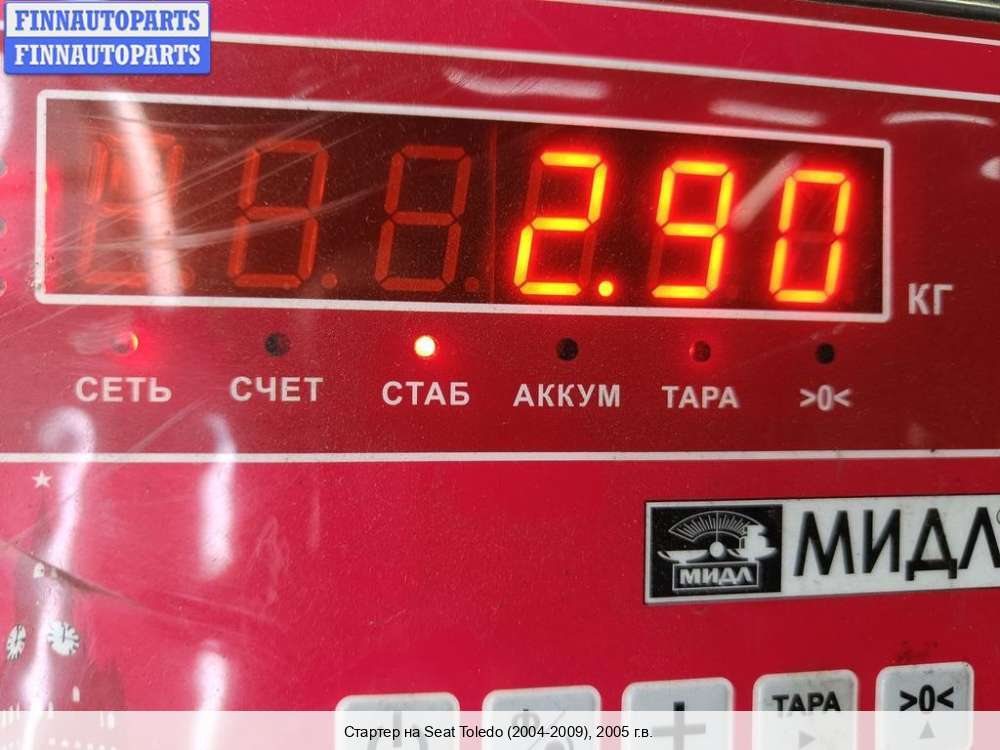 FINNAUTOPARTS
FINNAUTOPARTS
2.90
КГ
СЕТЬ СЧЕТ СТАБ АККУМ ТАРА >0<
МИДЛ
МИДЛ
ТАРА >0<
Стартер на Seat Toledo (2004-2009), 2005 г.в.